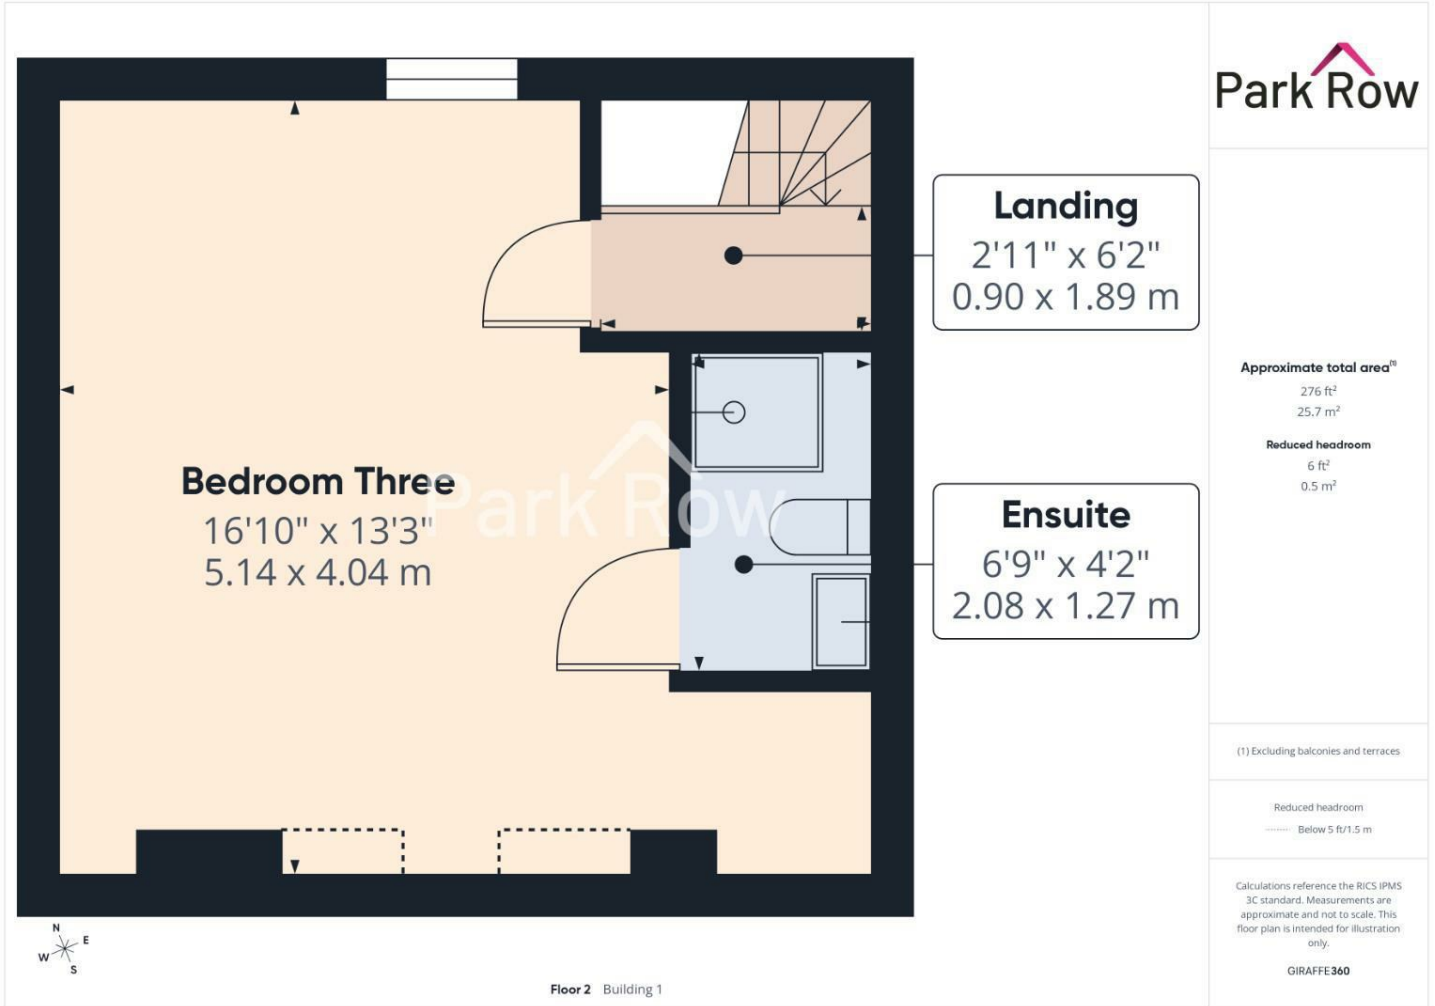 Park Row
Landing
2'11" x 6'2"
0.90 x 1.89 m
Bedroom Three
16'10" x 13'3"
5.14 x 4.04 m
Park Row
Ensuite
6'9" x 4'2"
2.08 x 1.27 m
Approximate total area(1)
276 ft²
25.7 m²
Reduced headroom
6 ft²
0.5 m²
(1) Excluding balconies and terraces
Reduced headroom
Below 5 ft/1.5 m
Calculations reference the RICS IPMS
3C standard. Measurements are
approximate and not to scale. This
floor plan is intended for illustration
only.
GIRAFFE360
N
E
W
S
Floor 2 Building 1